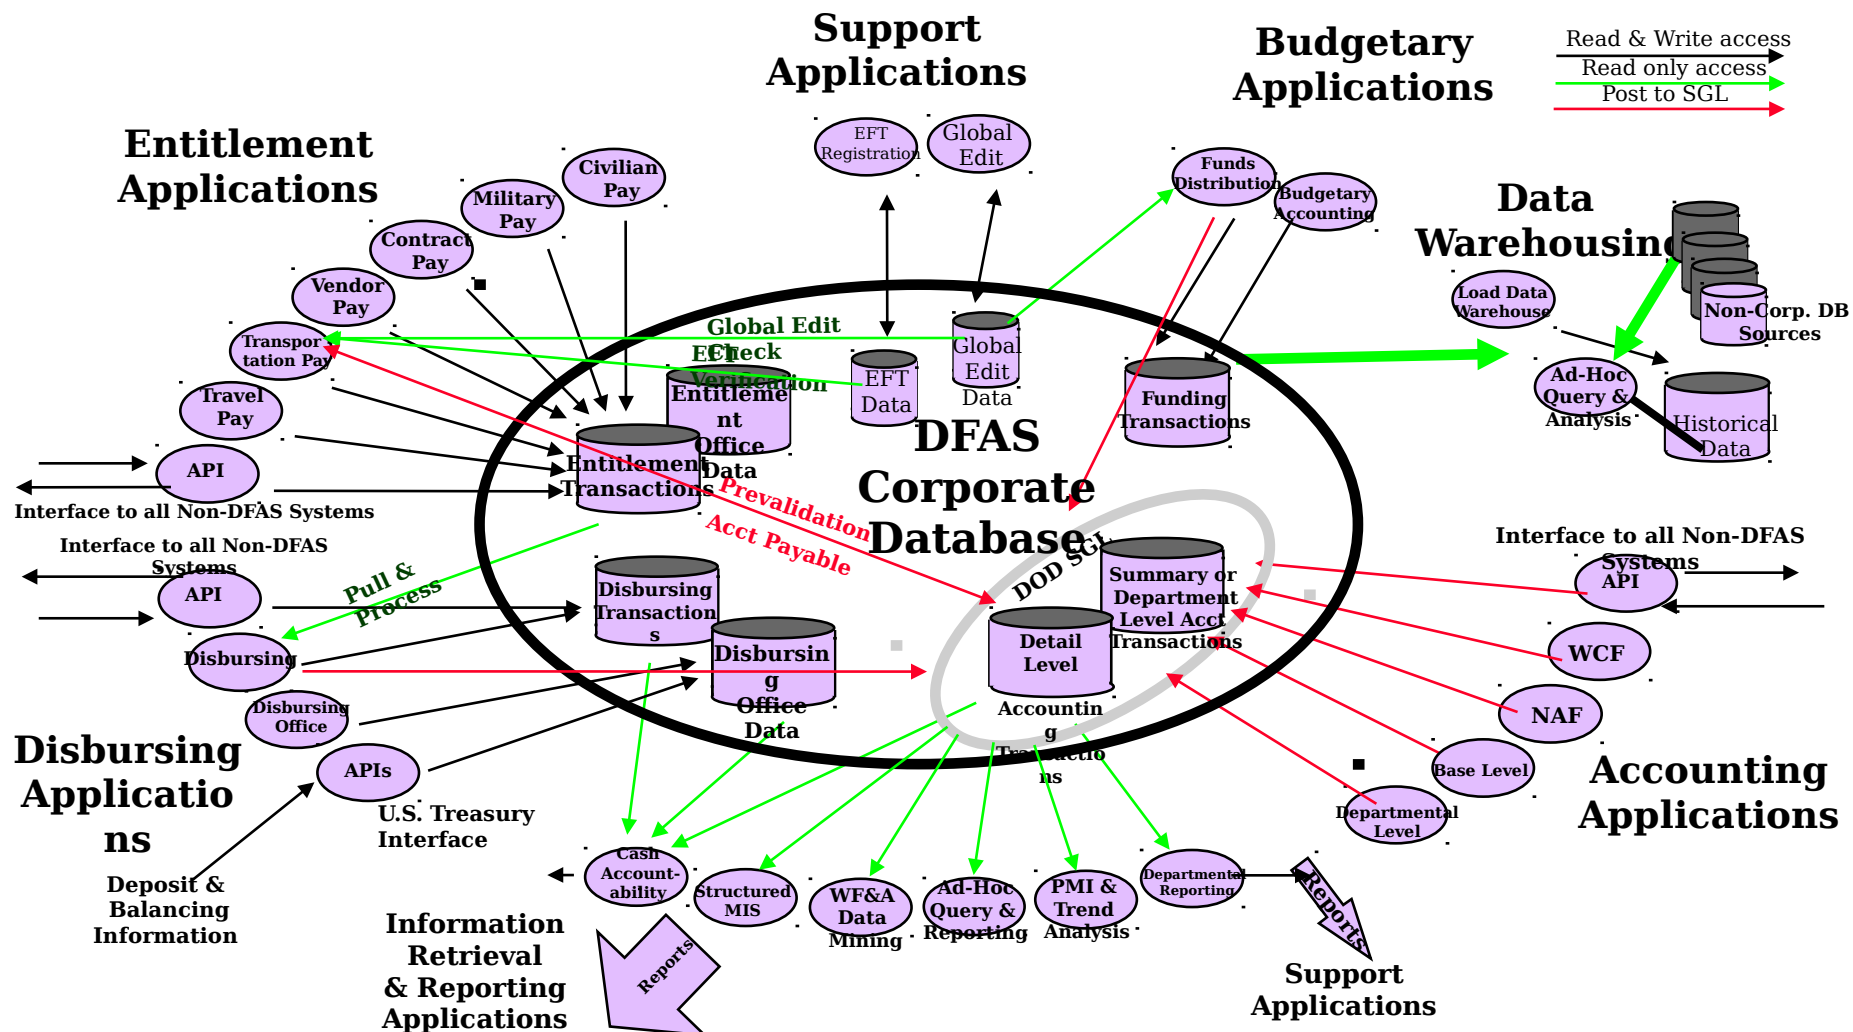 Support
Applications
Budgetary
Applications
Read & Write access
Read only access
Post to SGL
Entitlement
Applications
EFT
Registration
Global
Edit
Funds
Distribution
Budgetary
Accounting
Data
Warehousing
Civilian
Pay
Military
Pay
Contract
Pay
Vendor
Pay
Transpor-
tation Pay
Travel
Pay
API
Interface to all Non-DFAS Systems
Load Data
Warehouse
Non-Corp. DB
Sources
Ad-Hoc
Query &
Analysis
Historical
Data
Global Edit
Check
EFT
Verification
EFT
Data
Global
Edit
Data
Funding
Transactions
Entitleme
nt
Office
Data
Entitlement
Transactions
DFAS
Corporate
Database
Prevalidation
Acct Payable
DOD SGL
Interface to all Non-DFAS
Systems
API
Pull &
Process
Disbursing
Disbursing
Office
APIs
Disbursing
Applicatio
ns
U.S. Treasury
Interface
Deposit &
Balancing
Information
Disbursing
Transaction
s
Disbursin
g
Office
Data
Summary or
Department
Level Acct
Transactions
Detail
Level
Accountin
g
Transactio
ns
Interface to all Non-DFAS
Systems
API
WCF
NAF
Base Level
Departmental
Level
Accounting
Applications
Cash
Account-
ability
Structured
MIS
WF&A
Data
Mining
Ad-Hoc
Query &
Reporting
PMI &
Trend
Analysis
Departmental
Reporting
Reports
Reports
Information
Retrieval
& Reporting
Applications
Support
Applications